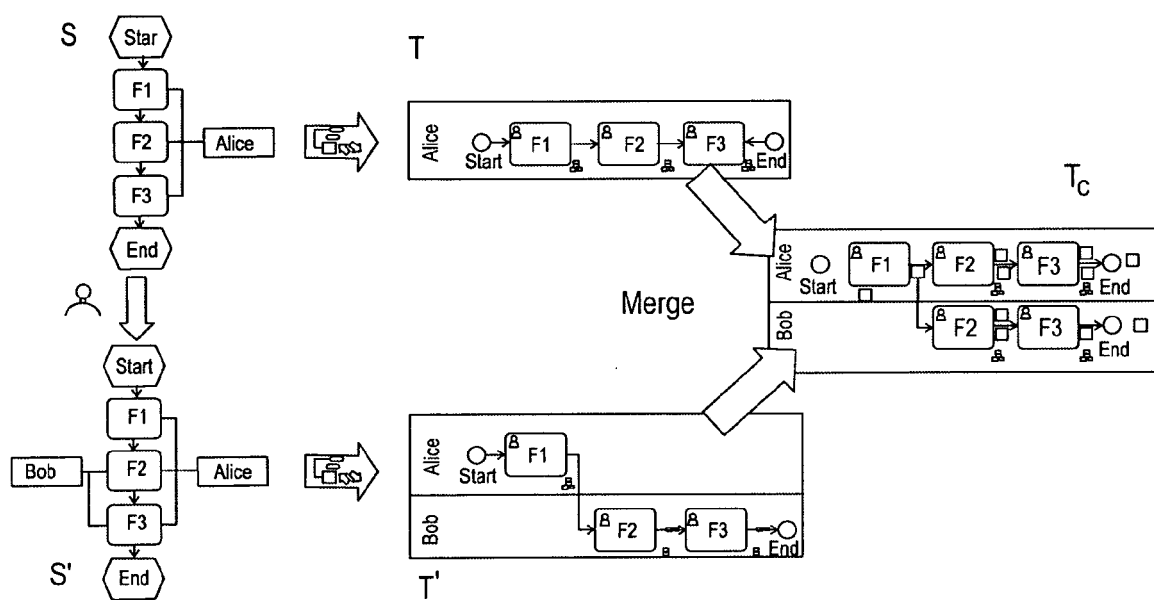 S
Star
F1
F2
Alice
F3
End
T
Alice
Start
F1
F2
F3
End
T_C
Alice
Start
F1
F2
F3
End
Bob
F2
F3
End
Merge
Start
F1
Bob
F2
Alice
F3
S'
End
Alice
Start
F1
Bob
F2
F3
End
T'